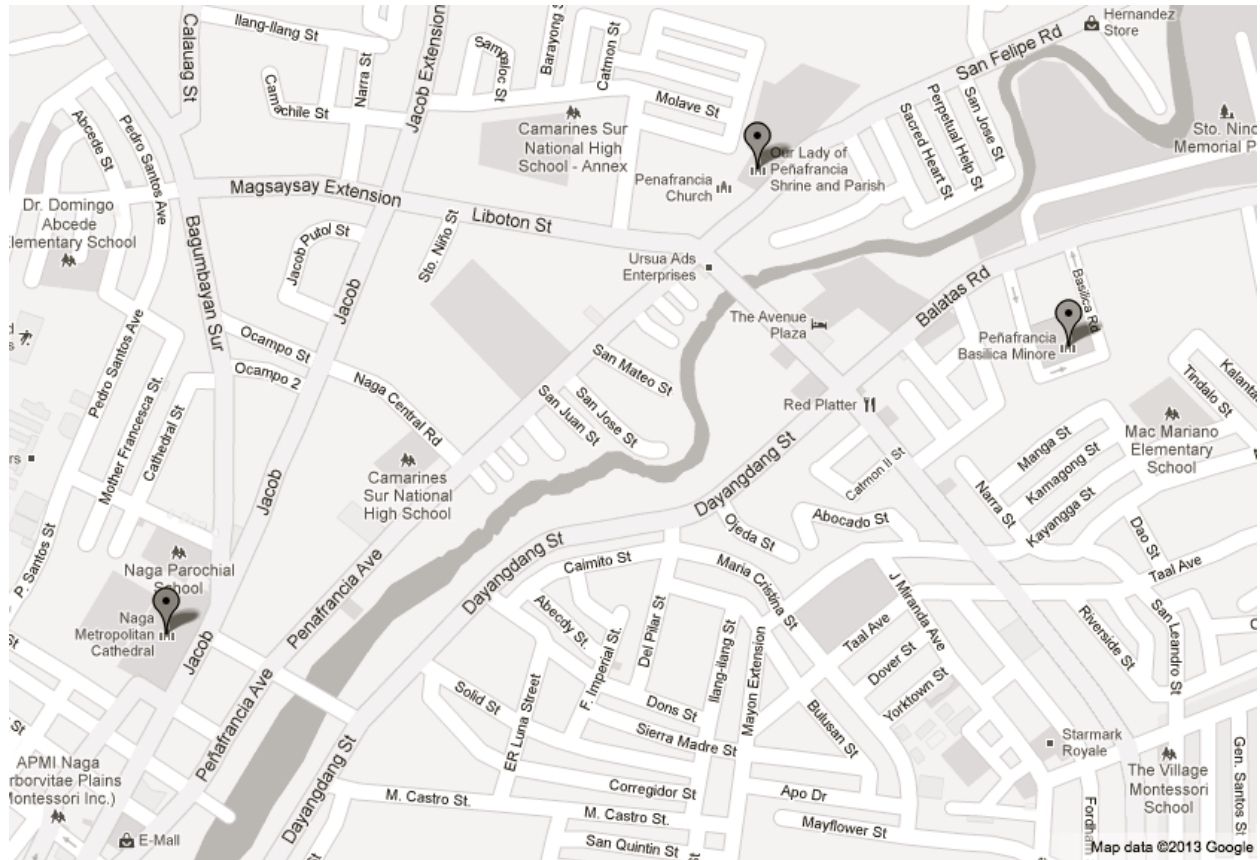 Ilang-ilang St
Calauag St
Narra St
Jacob Extension
Sampaloc St
Barayong S
Catmon St
San Felipe Rd
Hernandez
Store
Camachile St
Molave St
Abcede St
Pedro Santos Ave
Camarines Sur
National High
School - Annex
Our Lady of
Peñafrancia
Shrine and Parish
Penafrancia
Church
Sacred Heart St
Perpetual Help St
San Jose St
Sto. Nino
Memorial P
Magsaysay Extension
Liboton St
Sto. Niño St
Jacob Putol St
Dr. Domingo
Abcede
Elementary School
Bagumbayan Sur
Jacob
Ursua Ads
Enterprises
The Avenue
Plaza
Balatas Rd
Basilica Rd
Peñafrancia
Basilica Minore
Ocampo St
Ocampo 2
Naga Central Rd
San Mateo St
San Jose St
San Juan St
Red Platter
Pedro Santos Ave
Mother Francesca St.
Cathedral St
rs
Kalanta
Tindalo St
Mac Mariano
Elementary
School
Manga St
Kamagong St
Kayangga St
Narra St
Dao St
Catmon II St
Camarines
Sur National
High School
Jacob
Dayangdang St
Ojeda St
Abocado St
P. Santos St
Naga Parochial
School
Naga
Metropolitan
Cathedral
Jacob
Penafrancia Ave
Dayangdang St
Caimito St
Maria Cristina St
Abecdy St.
F. Imperial St.
Del Pilar St
Ilang-ilang St
Mayon Extension
Taal Ave
J Miranda Ave
Dover St
Yorktown St
Taal Ave
Riverside St
San Leandro St
Peñafrancia Ave
Solid St
ER Luna Street
Dons St
Sierra Madre St
Bulusan St
Starmark
Royale
The Village
Montessori
School
Gen. Santos St
APMI Naga
rborvitae Plains
Montessori Inc.)
E-Mall
Dayangdang St
M. Castro St.
Corregidor St
M. Castro St.
San Quintin St
Apo Dr
Mayflower St
Fordham
Map data ©2013 Google